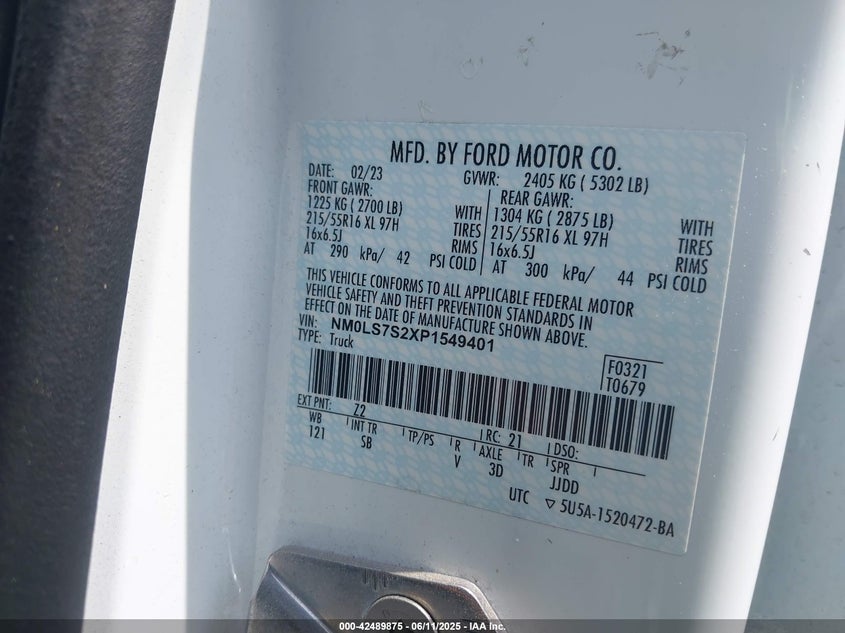 MFD. BY FORD MOTOR CO.
DATE: 02/23 GVWR: 2405 KG ( 5302 LB)
FRONT GAWR: REAR GAWR:
1225 KG ( 2700 LB) WITH 1304 KG ( 2875 LB) WITH
215/55R16 XL 97H TIRES 215/55R16 XL 97H TIRES
16x6.5J RIMS 16x6.5J RIMS
AT 290 kPa/ 42 PSI COLD AT 300 kPa/ 44 PSI COLD
THIS VEHICLE CONFORMS TO ALL APPLICABLE FEDERAL MOTOR
VEHICLE SAFETY AND THEFT PREVENTION STANDARDS IN
EFFECT ON THE DATE OF MANUFACTURE SHOWN ABOVE.
VIN: NM0LS7S2XP1549401
TYPE: Truck
F0321
T0679
EXT PNT: Z2 RC: 21 DSO:
WB INT TR TP/PS R AXLE TR SPR
121 SB V 3D JJDD
UTC ▽ 5U5A-1520472-BA
000-42489875 - 06/11/2025 - IAA, Inc.